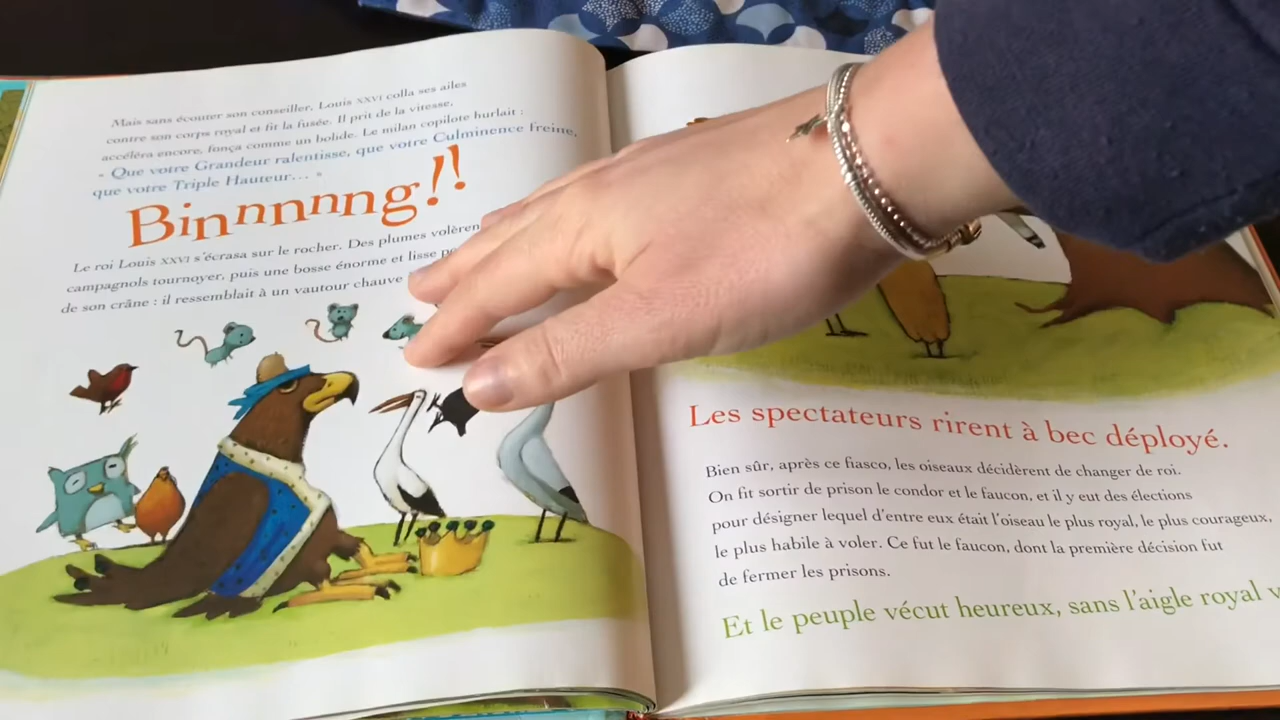 Mais sans écouter son conseiller, Louis XXVI colla ses ailes
contre son corps royal et fit la fusée. Il prit de la vitesse,
accéléra encore, fonça comme un bolide. Le milan copilote hurlait :
« Que votre Grandeur ralentisse, que votre Culminence freine,
que votre Triple Hauteur... »
Binnnnnng!!
Le roi Louis XXVI s'écrasa sur le rocher. Des plumes volèren
campagnols tournoyer, puis une bosse énorme et lisse
de son crâne : il ressemblait à un vautour chauve
Les spectateurs rirent à bec déployé.
Bien sûr, après ce fiasco, les oiseaux décidèrent de changer de roi.
On fit sortir de prison le condor et le faucon, et il y eut des élections
pour désigner lequel d'entre eux était l'oiseau le plus royal, le plus courageux,
le plus habile à voler. Ce fut le faucon, dont la première décision fut
de fermer les prisons.
Et le peuple vécut heureux, sans l'aigle royal